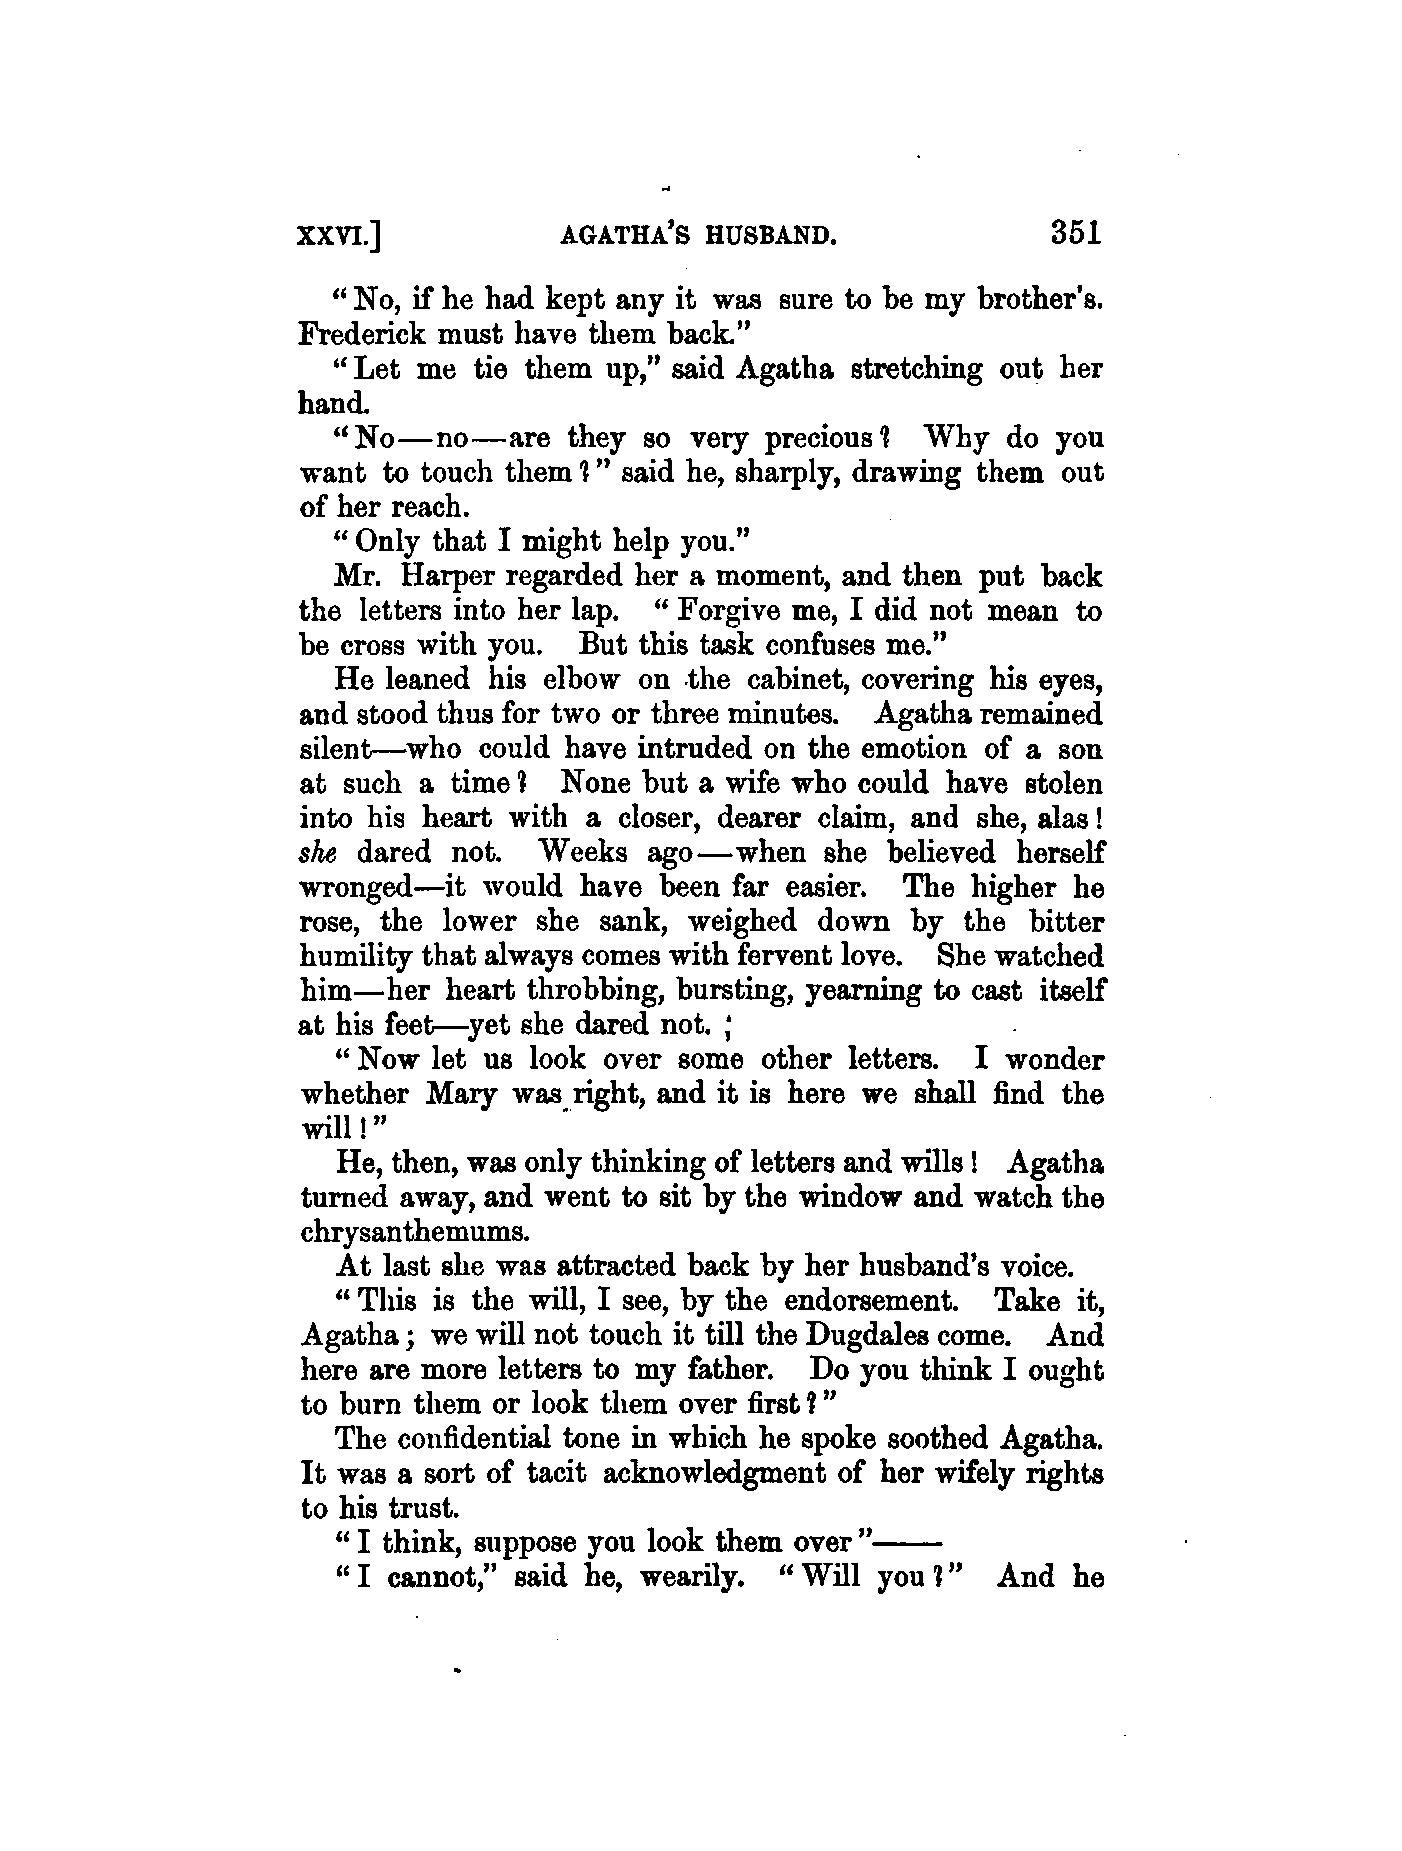 XXVI.] AGATHA'S HUSBAND. 351
"No, if he had kept any it was sure to be my brother's.
Frederick must have them back."
"Let me tie them up," said Agatha stretching out her
hand.
"No—no—are they so very precious? Why do you
want to touch them?" said he, sharply, drawing them out
of her reach.
"Only that I might help you."
Mr. Harper regarded her a moment, and then put back
the letters into her lap. "Forgive me, I did not mean to
be cross with you. But this task confuses me."
He leaned his elbow on the cabinet, covering his eyes,
and stood thus for two or three minutes. Agatha remained
silent—who could have intruded on the emotion of a son
at such a time? None but a wife who could have stolen
into his heart with a closer, dearer claim, and she, alas!
she dared not. Weeks ago—when she believed herself
wronged—it would have been far easier. The higher he
rose, the lower she sank, weighed down by the bitter
humility that always comes with fervent love. She watched
him—her heart throbbing, bursting, yearning to cast itself
at his feet—yet she dared not.
"Now let us look over some other letters. I wonder
whether Mary was right, and it is here we shall find the
will!"
He, then, was only thinking of letters and wills! Agatha
turned away, and went to sit by the window and watch the
chrysanthemums.
At last she was attracted back by her husband's voice.
"This is the will, I see, by the endorsement. Take it,
Agatha; we will not touch it till the Dugdales come. And
here are more letters to my father. Do you think I ought
to burn them or look them over first?"
The confidential tone in which he spoke soothed Agatha.
It was a sort of tacit acknowledgment of her wifely rights
to his trust.
"I think, suppose you look them over"——
"I cannot," said he, wearily. "Will you?" And he